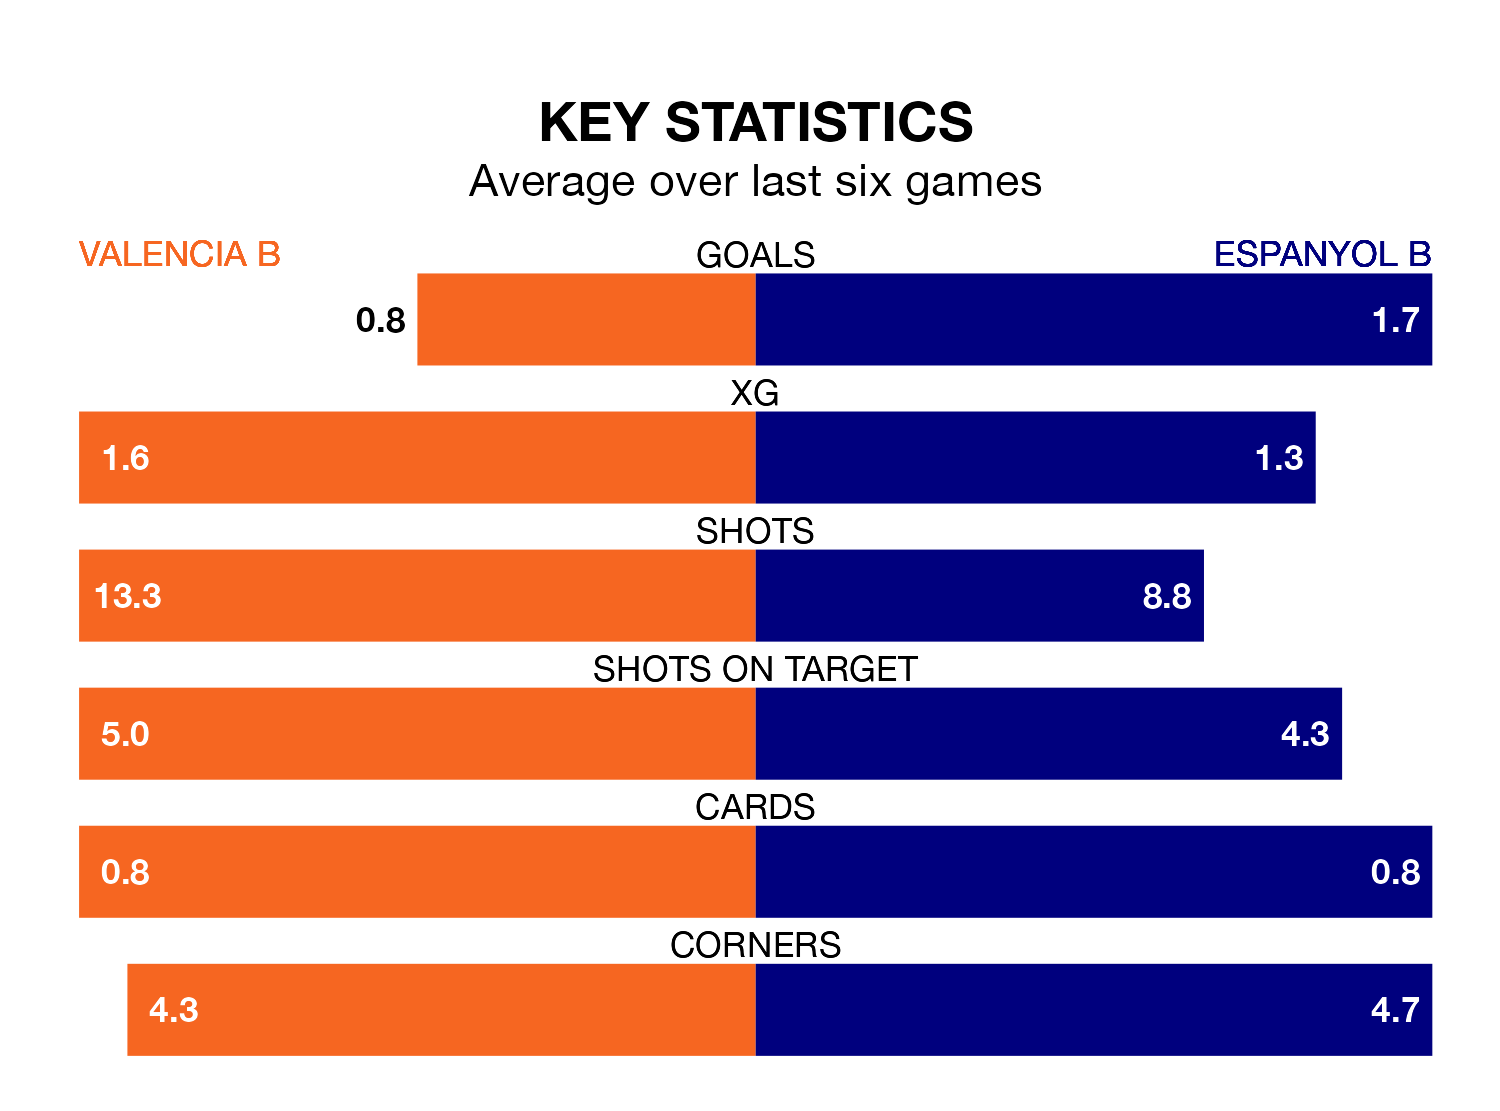 KEY STATISTICS
Average over last six games
VALENCIA B GOALS ESPANYOL B
0.8 1.7
XG
1.6 1.3
SHOTS
13.3 8.8
SHOTS ON TARGET
5.0 4.3
CARDS
0.8 0.8
CORNERS
4.3 4.7